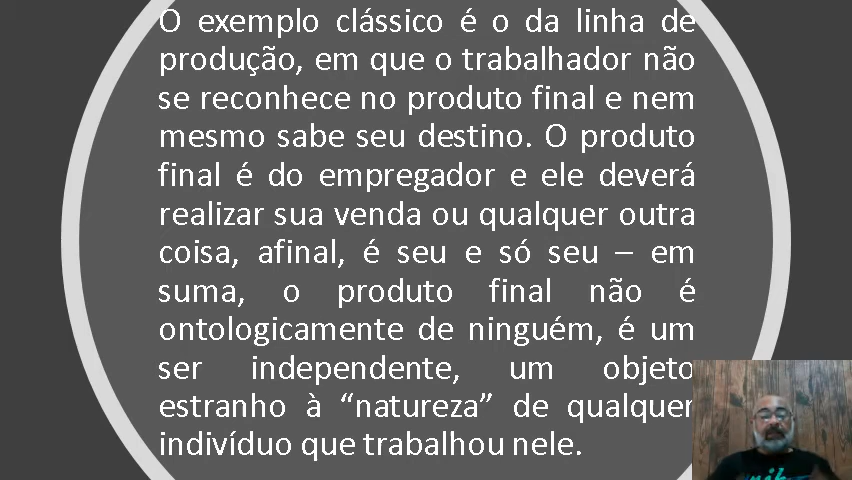 O exemplo clássico é o da linha de
produção, em que o trabalhador não
se reconhece no produto final e nem
mesmo sabe seu destino. O produto
final é do empregador e ele deverá
realizar sua venda ou qualquer outra
coisa, afinal, é seu e só seu – em
suma, o produto final não é
ontologicamente de ninguém, é um
ser independente, um objeto
estranho à “natureza” de qualquer
indivíduo que trabalhou nele.